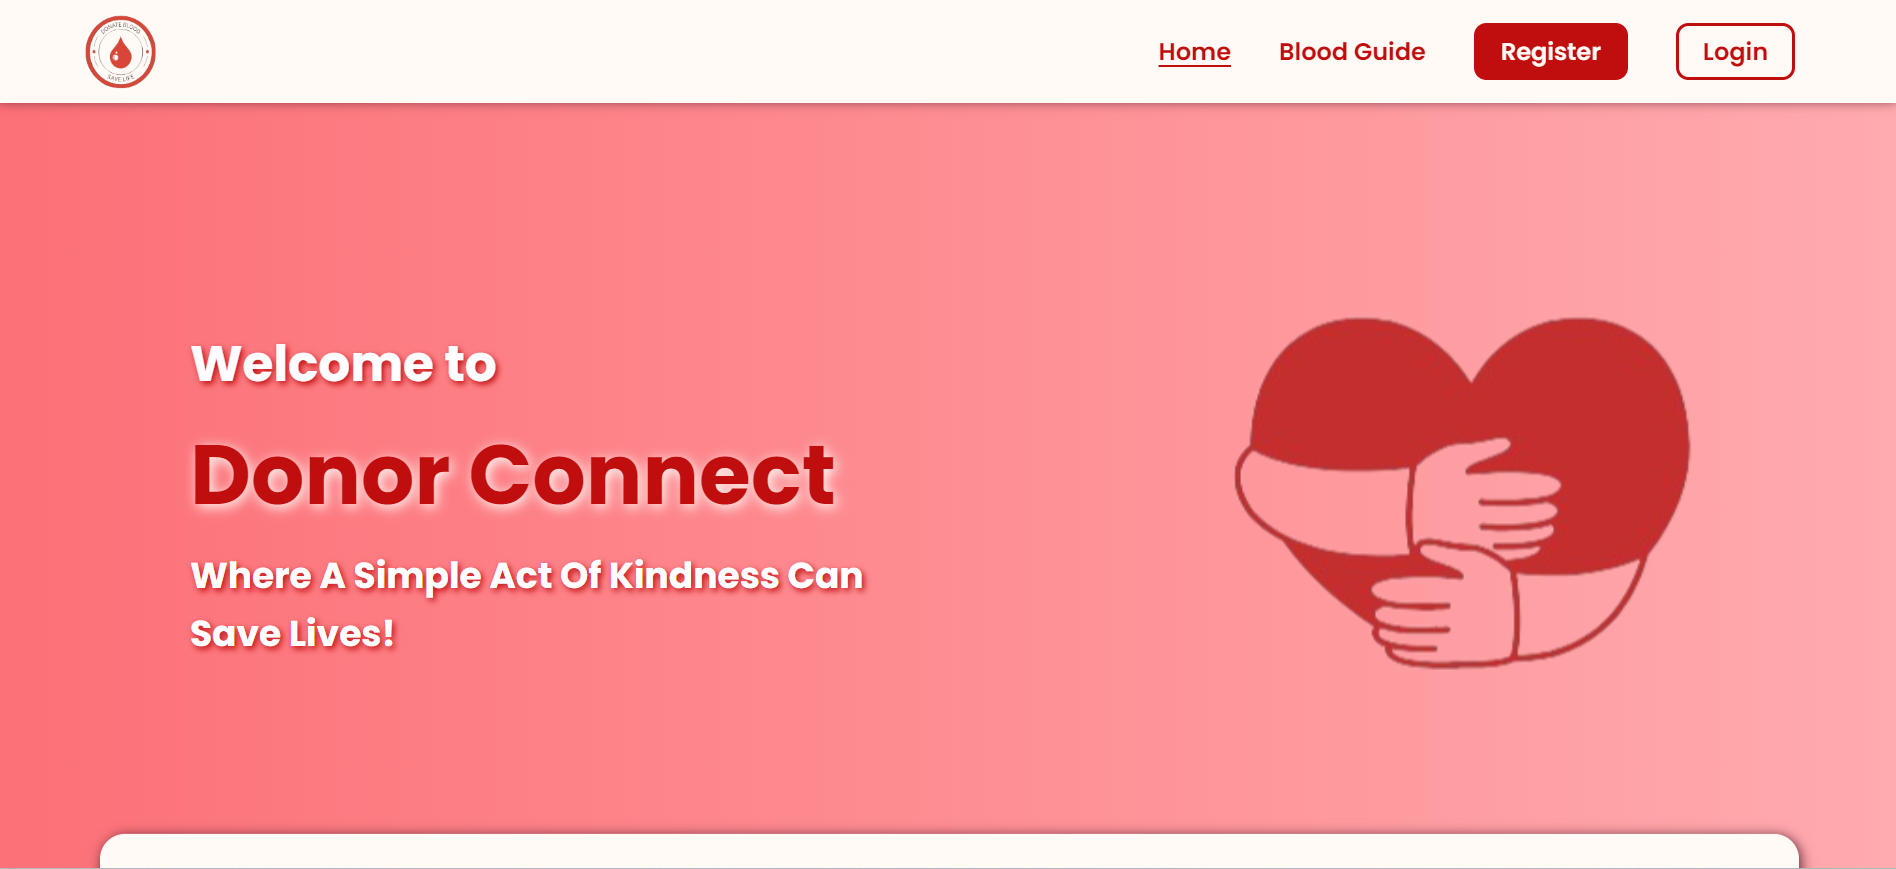 DONATE BLOOD
SAVE LIFE
Home
Blood Guide
Register
Login
Welcome to
Donor Connect
Where A Simple Act Of Kindness Can
Save Lives!